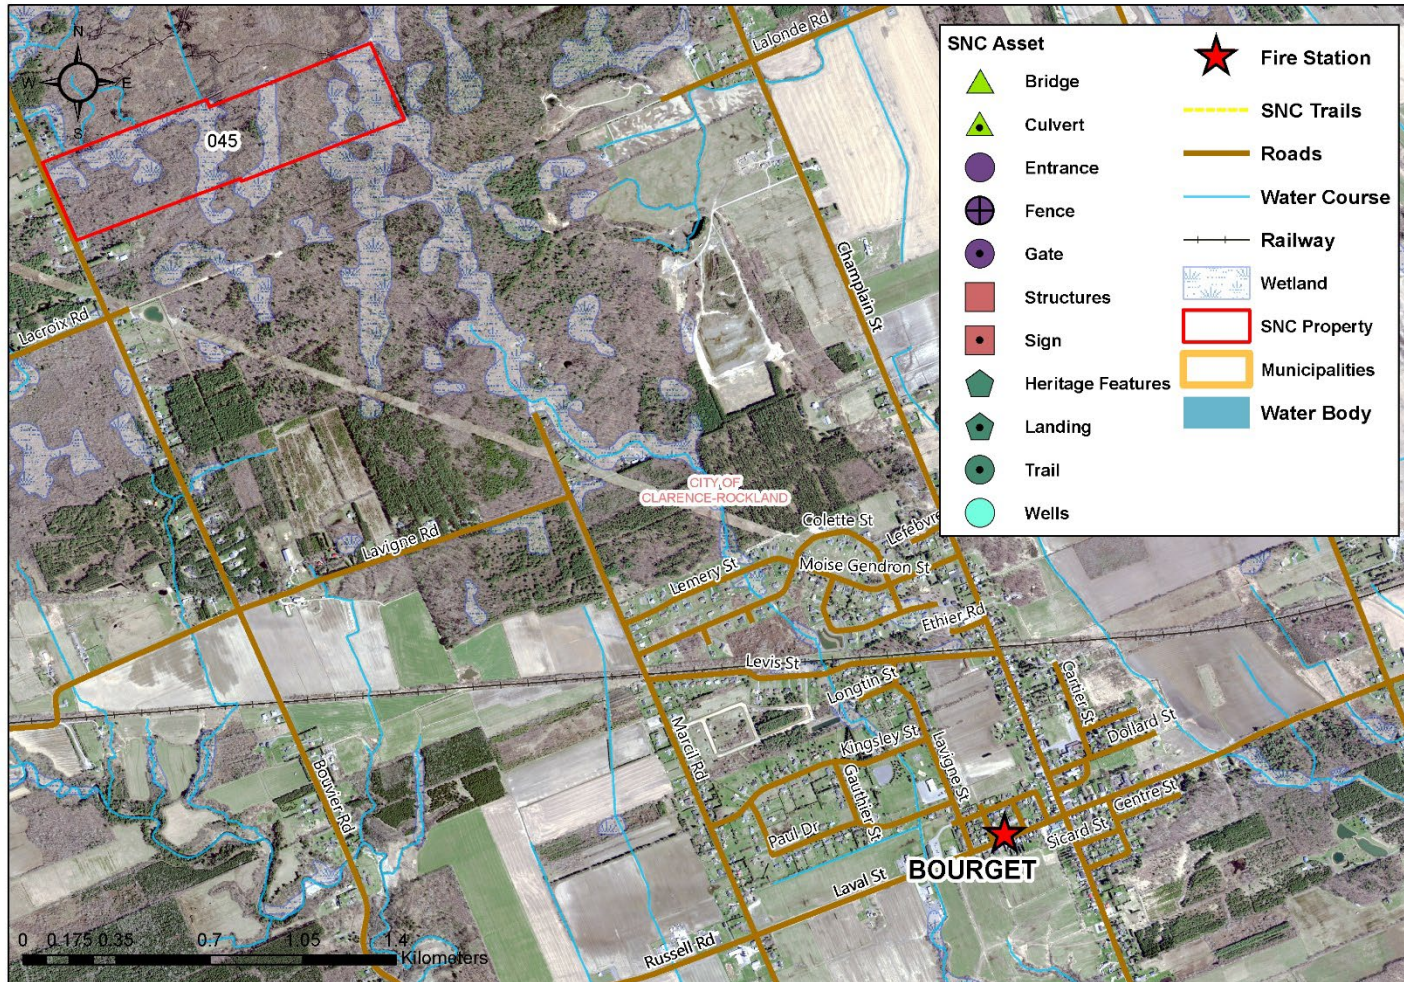 N
W
E
S
045
Lalonde Rd
Champlain St
Lacroix Rd
Lavigne Rd
CITY OF
CLARENCE-ROCKLAND
Colette St
Lefebvre
Moise Gendron St
Lemery St
Ethier Rd
Levis St
Longtin St
Cartier St
Dollard St
Marcil Rd
Kingsley St
Lavigne St
Gauthier St
Bouvier Rd
Paul Dr
Centre St
Sicard St
BOURGET
Laval St
Russell Rd
0 0.175 0.35 0.7 1.05 1.4
Kilometers
SNC Asset
Bridge
Culvert
Entrance
Fence
Gate
Structures
Sign
Heritage Features
Landing
Trail
Wells
Fire Station
SNC Trails
Roads
Water Course
Railway
Wetland
SNC Property
Municipalities
Water Body